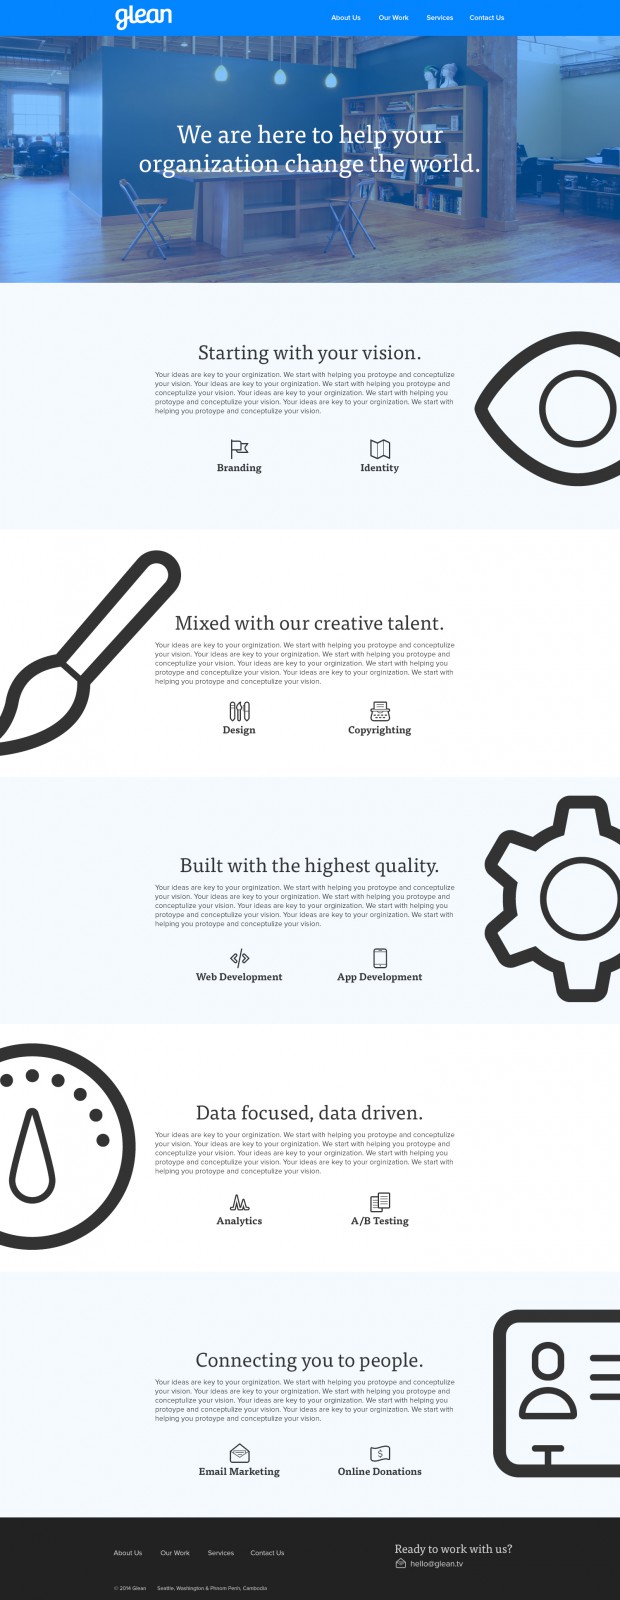 glean
About Us Our Work Services Contact Us
We are here to help your
organization change the world.
Starting with your vision.
Your ideas are key to your orginization. We start with helping you protoype and conceptulize
your vision. Your ideas are key to your orginization. We start with helping you protoype and
conceptulize your vision. Your ideas are key to your orginization. We start with helping you
protoype and conceptulize your vision. Your ideas are key to your orginization. We start with
helping you protoype and conceptulize your vision.
Branding Identity
Mixed with our creative talent.
Your ideas are key to your orginization. We start with helping you protoype and conceptulize
your vision. Your ideas are key to your orginization. We start with helping you protoype and
conceptulize your vision. Your ideas are key to your orginization. We start with helping you
protoype and conceptulize your vision. Your ideas are key to your orginization. We start with
helping you protoype and conceptulize your vision.
Design Copyrighting
Built with the highest quality.
Your ideas are key to your orginization. We start with helping you protoype and conceptulize
your vision. Your ideas are key to your orginization. We start with helping you protoype and
conceptulize your vision. Your ideas are key to your orginization. We start with helping you
protoype and conceptulize your vision. Your ideas are key to your orginization. We start with
helping you protoype and conceptulize your vision.
Web Development App Development
Data focused, data driven.
Your ideas are key to your orginization. We start with helping you protoype and conceptulize
your vision. Your ideas are key to your orginization. We start with helping you protoype and
conceptulize your vision. Your ideas are key to your orginization. We start with helping you
protoype and conceptulize your vision. Your ideas are key to your orginization. We start with
helping you protoype and conceptulize your vision.
Analytics A/B Testing
Connecting you to people.
Your ideas are key to your orginization. We start with helping you protoype and conceptulize
your vision. Your ideas are key to your orginization. We start with helping you protoype and
conceptulize your vision. Your ideas are key to your orginization. We start with helping you
protoype and conceptulize your vision. Your ideas are key to your orginization. We start with
helping you protoype and conceptulize your vision.
$
Email Marketing Online Donations
Ready to work with us?
About Us Our Work Services Contact Us
hello@glean.tv
© 2014 Glean Seattle, Washington & Phnom Penh, Cambodia